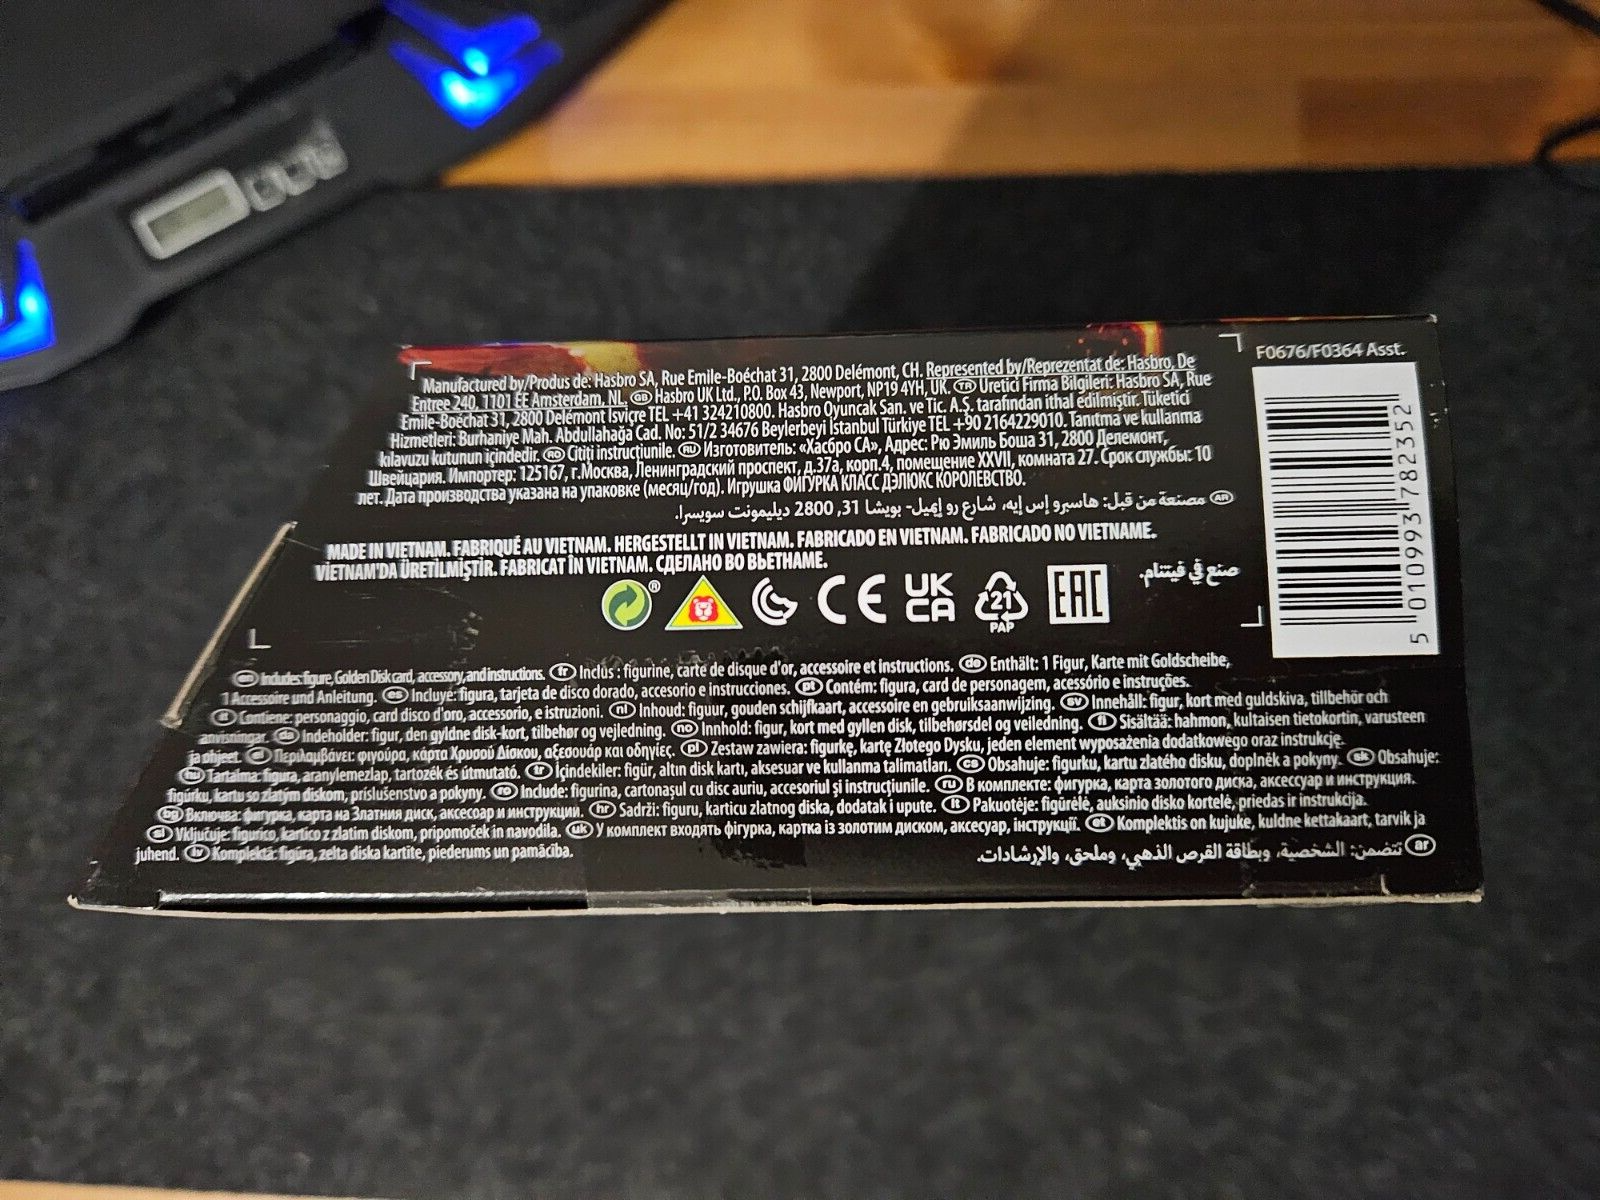 F0676/F0364 Asst.
Manufactured by/Produs de: Hasbro SA, Rue Emile-Boéchat 31, 2800 Delémont, CH. Represented by/Reprezentat de: Hasbro, De
Entree 240, 1101 EE Amsterdam, NL. GB Hasbro UK Ltd., P.O. Box 43, Newport, NP19 4YH, UK. TR Üretici Firma Bilgileri: Hasbro SA, Rue
Emile-Boéchat 31, 2800 Delémont İsviçre TEL +41 324210800. Hasbro Oyuncak San. ve Tic. A.Ş. tarafından ithal edilmiştir. Tüketici
Hizmetleri: Burhaniye Mah. Abdullahağa Cad. No: 51/2 34676 Beylerbeyi İstanbul Türkiye TEL +90 2164229010. Tanıtma ve kullanma
kılavuzu kutunun içindedir. RO Citiți instrucțiunile. RU Изготовитель: «Хасбро СА», Адрес: Рю Эмиль Боша 31, 2800 Делемонт,
Швейцария. Импортер: 125167, г.Москва, Ленинградский проспект, д.37а, корп.4, помещение XXVII, комната 27. Срок службы: 10
лет. Дата производства указана на упаковке (месяц/год). Игрушка ФИГУРКА КЛАСС ДЭЛЮКС КОРОЛЕВСТВО.
AR مصنعة من قبل: هاسبرو إس إيه، شارع رو إميل- بويشا 31, 2800 ديليمونت سويسرا.
MADE IN VIETNAM. FABRIQUÉ AU VIETNAM. HERGESTELLT IN VIETNAM. FABRICADO EN VIETNAM. FABRICADO NO VIETNAME.
VİETNAM'DA ÜRETİLMİŞTİR. FABRICAT ÎN VIETNAM. СДЕЛАНО ВО ВЬЕТНАМЕ.
صنع في فيتنام.
CE UK CA 21 PAP EAC
5 010993 782352
en Includes: figure, Golden Disk card, accessory, and instructions. fr Inclus : figurine, carte de disque d'or, accessoire et instructions. de Enthält: 1 Figur, Karte mit Goldscheibe,
1 Accessoire und Anleitung. es Incluye: figura, tarjeta de disco dorado, accesorio e instrucciones. pt Contém: figura, card de personagem, acessório e instruções.
it Contiene: personaggio, card disco d'oro, accessorio, e istruzioni. nl Inhoud: figuur, gouden schijfkaart, accessoire en gebruiksaanwijzing. sv Innehåll: figur, kort med guldskiva, tillbehör och
anvisningar. da Indeholder: figur, den gyldne disk-kort, tilbehør og vejledning. no Innhold: figur, kort med gyllen disk, tilbehørsdel og veiledning. fi Sisältää: hahmon, kultaisen tietokortin, varusteen
ja ohjeet. el Περιλαμβάνει: φιγούρα, κάρτα Χρυσού Δίσκου, αξεσουάρ και οδηγίες. pl Zestaw zawiera: figurkę, kartę Złotego Dysku, jeden element wyposażenia dodatkowego oraz instrukcję.
hu Tartalma: figura, aranylemezlap, tartozék és útmutató. tr İçindekiler: figür, altın disk kartı, aksesuar ve kullanma talimatları. cs Obsahuje: figurku, kartu zlatého disku, doplněk a pokyny. sk Obsahuje:
figúrku, kartu so zlatým diskom, príslušenstvo a pokyny. ro Include: figurina, cartonașul cu disc auriu, accesoriul și instrucțiunile. ru В комплекте: фигурка, карта золотого диска, аксессуар и инструкция.
bg Включва: фигурка, карта на Златния диск, аксесоар и инструкции. hr Sadrži: figuru, karticu zlatnog diska, dodatak i upute. lt Pakuotėje: figūrėlė, auksinio disko kortelė, priedas ir instrukcija.
sl Vključuje: figurico, kartico z zlatim diskom, pripomoček in navodila. uk У комплект входять фігурка, картка із золотим диском, аксесуар, інструкції. et Komplektis on kujuke, kuldne kettakaart, tarvik ja
juhend. lv Komplektā: figūra, zelta diska kartīte, piederums un pamācība.
ar تتضمن: الشخصية، وبطاقة القرص الذهبي، وملحق، والإرشادات.